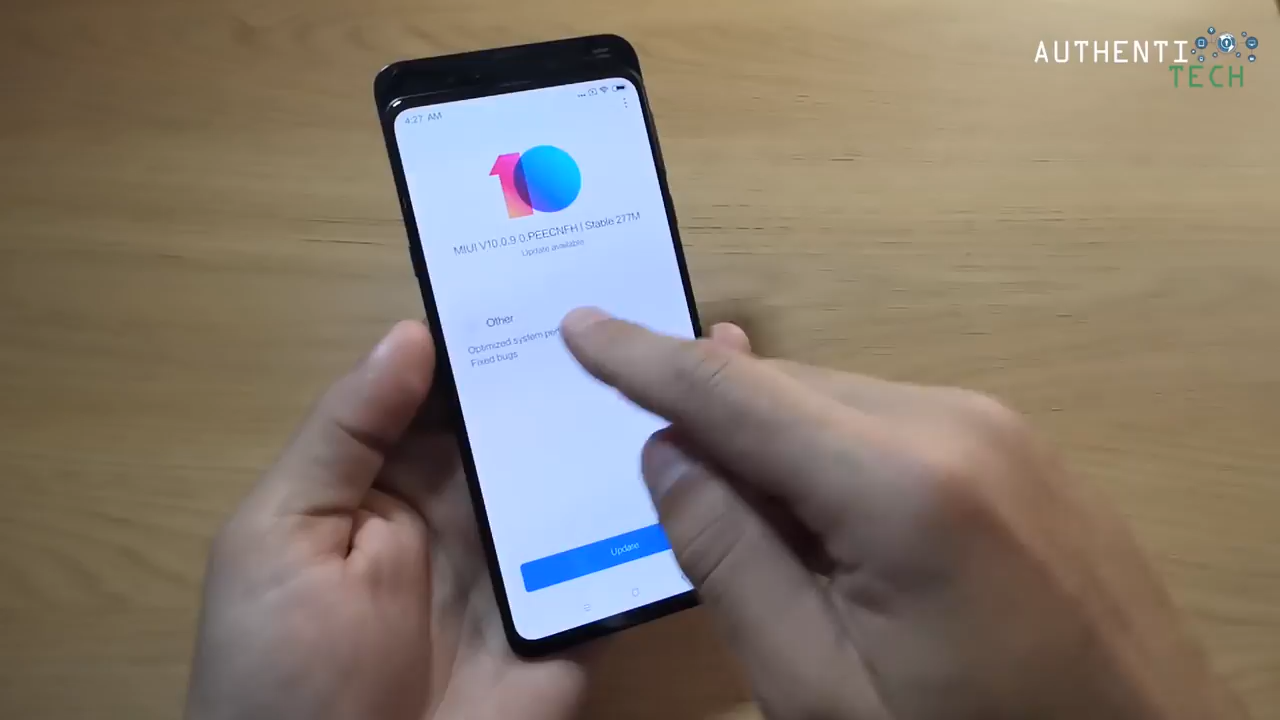 AUTHENTI
TECH
4:27 AM
10
MIUI V10.0.9.0.PEECNFH | Stable 277M
Update available
Other
Optimized system
Fixed bugs
Update